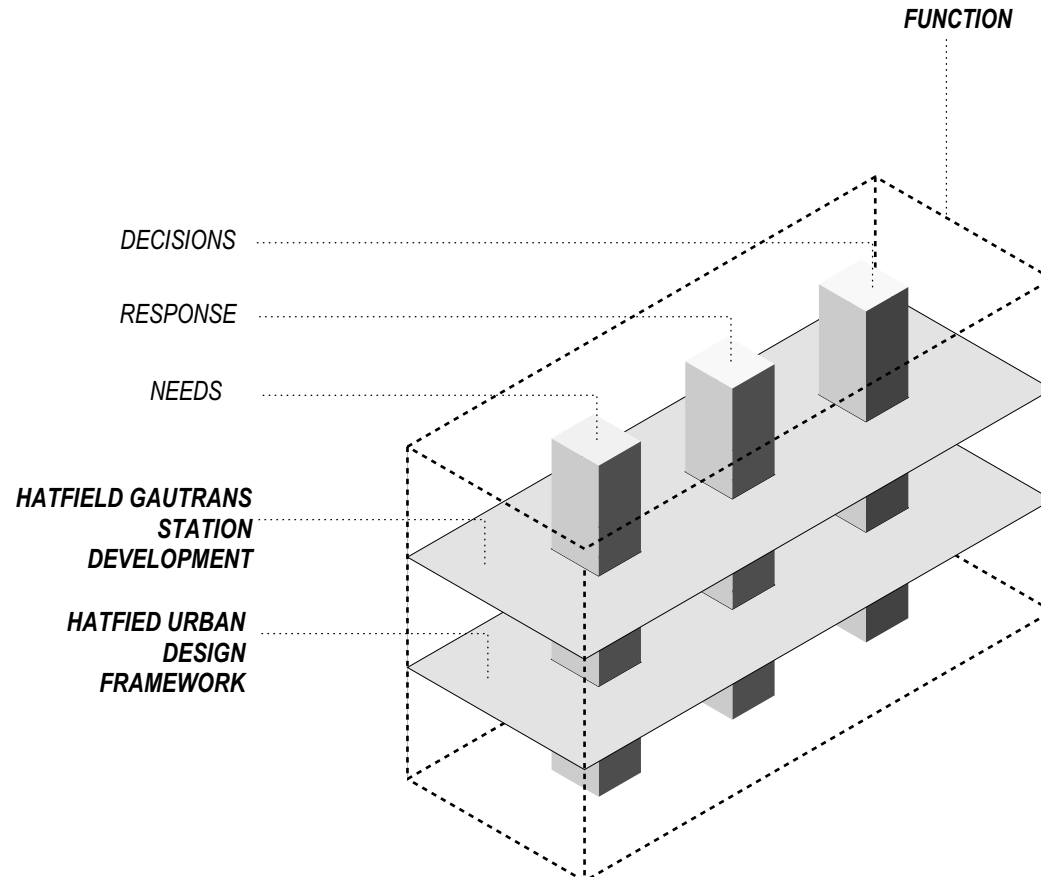 FUNCTION
DECISIONS
RESPONSE
NEEDS
HATFIELD GAUTRANS
STATION
DEVELOPMENT
HATFIED URBAN
DESIGN
FRAMEWORK